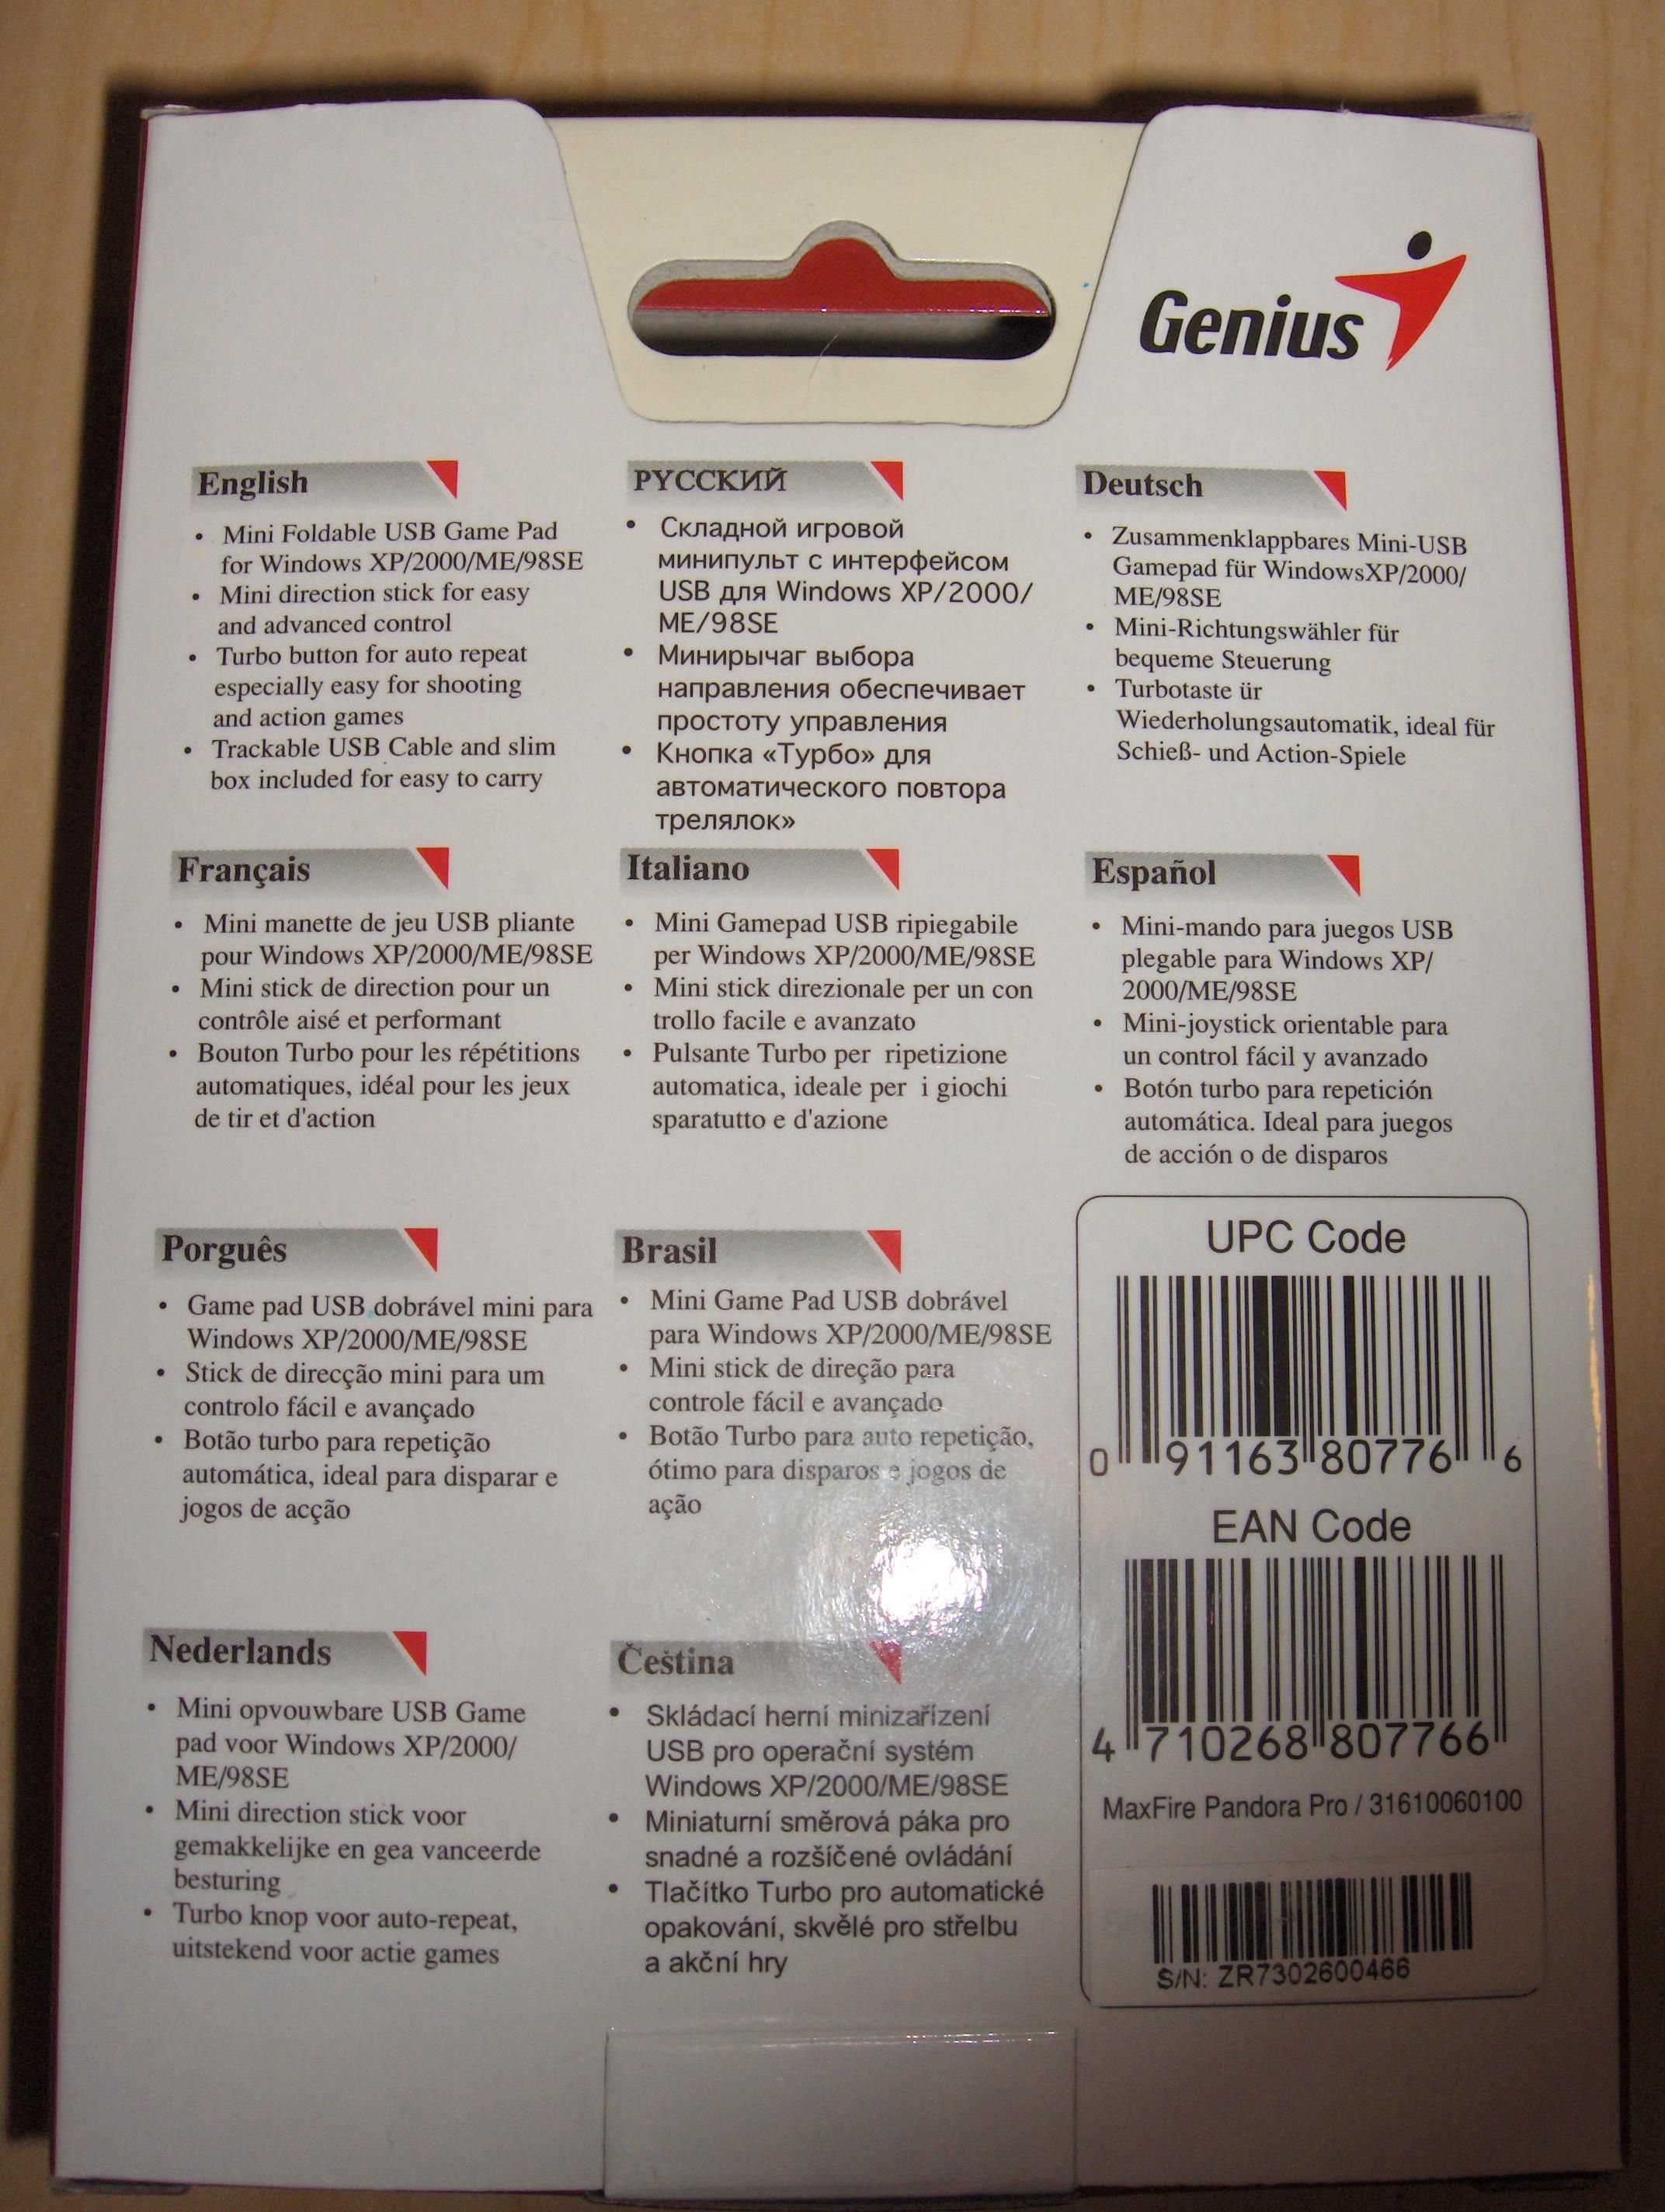 Genius
English
• Mini Foldable USB Game Pad
for Windows XP/2000/ME/98SE
• Mini direction stick for easy
and advanced control
• Turbo button for auto repeat
especially easy for shooting
and action games
• Trackable USB Cable and slim
box included for easy to carry
РУССКИЙ
• Складной игровой
минипульт с интерфейсом
USB для Windows XP/2000/
ME/98SE
• Минирычаг выбора
направления обеспечивает
простоту управления
• Кнопка «Турбо» для
автоматического повтора
трелялок»
Deutsch
• Zusammenklappbares Mini-USB
Gamepad für WindowsXP/2000/
ME/98SE
• Mini-Richtungswähler für
bequeme Steuerung
• Turbotaste ür
Wiederholungsautomatik, ideal für
Schieß- und Action-Spiele
Français
• Mini manette de jeu USB pliante
pour Windows XP/2000/ME/98SE
• Mini stick de direction pour un
contrôle aisé et performant
• Bouton Turbo pour les répétitions
automatiques, idéal pour les jeux
de tir et d'action
Italiano
• Mini Gamepad USB ripiegabile
per Windows XP/2000/ME/98SE
• Mini stick direzionale per un con
trollo facile e avanzato
• Pulsante Turbo per ripetizione
automatica, ideale per i giochi
sparatutto e d'azione
Español
• Mini-mando para juegos USB
plegable para Windows XP/
2000/ME/98SE
• Mini-joystick orientable para
un control fácil y avanzado
• Botón turbo para repetición
automática. Ideal para juegos
de acción o de disparos
Porguês
• Game pad USB dobrável mini para
Windows XP/2000/ME/98SE
• Stick de direcção mini para um
controlo fácil e avançado
• Botão turbo para repetição
automática, ideal para disparar e
jogos de acção
Brasil
• Mini Game Pad USB dobrável
para Windows XP/2000/ME/98SE
• Mini stick de direção para
controle fácil e avançado
• Botão Turbo para auto repetição,
ótimo para disparos e jogos de
ação
UPC Code
0 91163 80776 6
EAN Code
4 710268 807766
MaxFire Pandora Pro / 31610060100
S/N: ZR7302600466
Nederlands
• Mini opvouwbare USB Game
pad voor Windows XP/2000/
ME/98SE
• Mini direction stick voor
gemakkelijke en gea vanceerde
besturing
• Turbo knop voor auto-repeat,
uitstekend voor actie games
Čeština
• Skládací herní minizařízení
USB pro operační systém
Windows XP/2000/ME/98SE
• Miniaturní směrová páka pro
snadné a rozšíčené ovládání
• Tlačítko Turbo pro automatické
opakování, skvělé pro střelbu
a akční hry